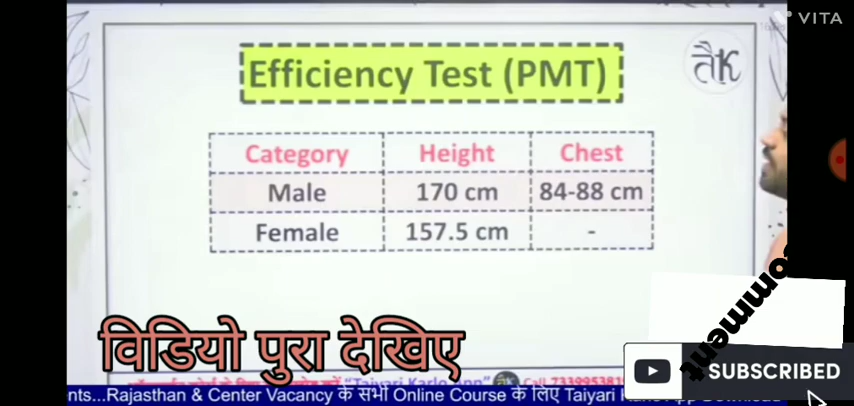 VITA
Efficiency Test (PMT)
तैK
Category Height Chest
Male 170 cm 84-88 cm
Female 157.5 cm -
comment
विडियो पुरा देखिए
SUBSCRIBED
"Taiyari Karlo App" तैK Call
nts...Rajasthan & Center Vacancy के सभी Online Course के लिए Taiyari